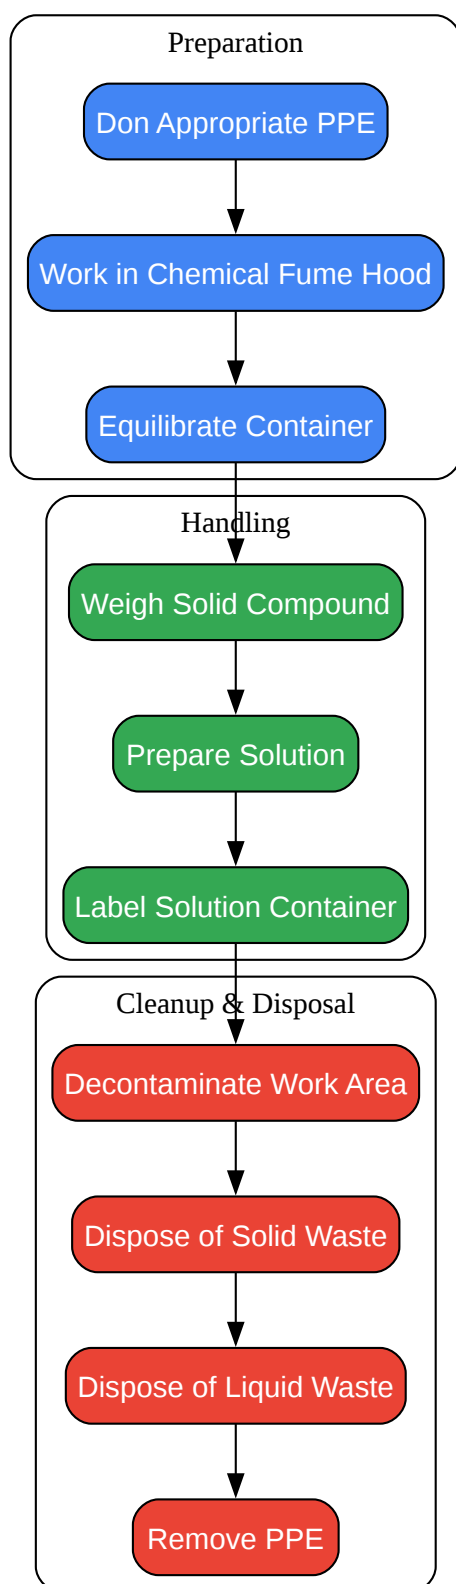 Preparation
Don Appropriate PPE
Work in Chemical Fume Hood
Equilibrate Container
Handling
Weigh Solid Compound
Prepare Solution
Label Solution Container
Cleanup & Disposal
Decontaminate Work Area
Dispose of Solid Waste
Dispose of Liquid Waste
Remove PPE